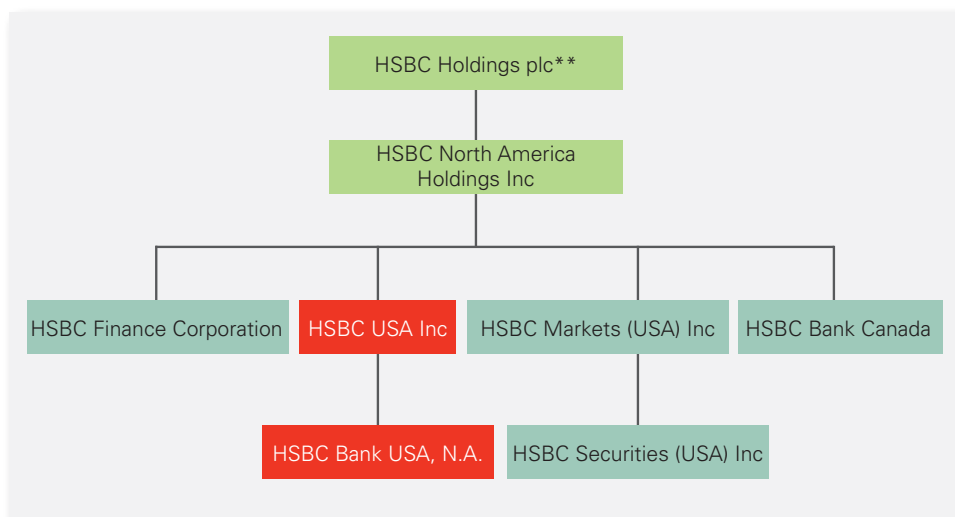 HSBC Holdings plc**
HSBC North America
Holdings Inc
HSBC Finance Corporation
HSBC USA Inc
HSBC Markets (USA) Inc
HSBC Bank Canada
HSBC Bank USA, N.A.
HSBC Securities (USA) Inc